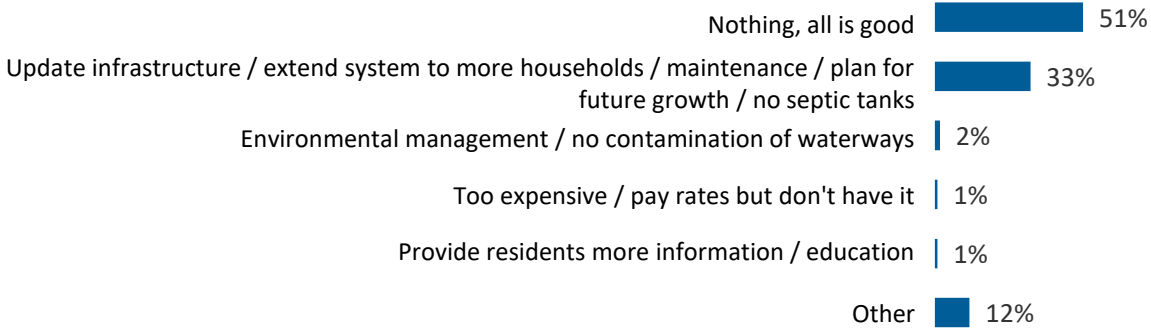 Nothing, all is good 51%
Update infrastructure / extend system to more households / maintenance / plan for
future growth / no septic tanks 33%
Environmental management / no contamination of waterways 2%
Too expensive / pay rates but don't have it 1%
Provide residents more information / education 1%
Other 12%